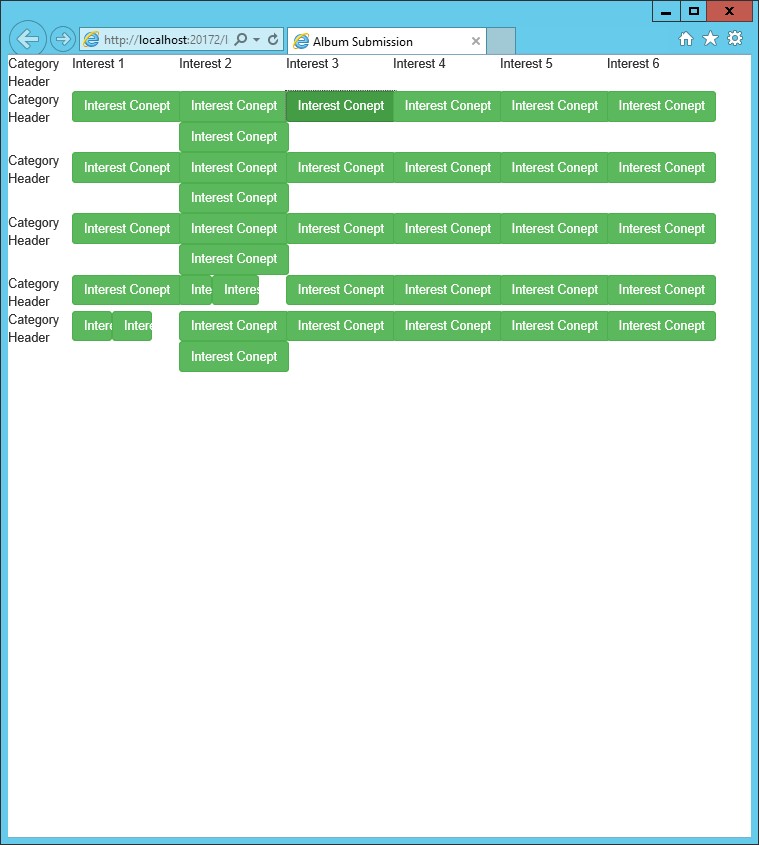 http://localhost:20172/I
Album Submission
Category Header Interest 1 Interest 2 Interest 3 Interest 4 Interest 5 Interest 6
Category Header Interest Conept Interest Conept Interest Conept Interest Conept Interest Conept Interest Conept
Interest Conept
Category Header Interest Conept Interest Conept Interest Conept Interest Conept Interest Conept Interest Conept
Interest Conept
Category Header Interest Conept Interest Conept Interest Conept Interest Conept Interest Conept Interest Conept
Interest Conept
Category Header Interest Conept Inte Interes Interest Conept Interest Conept Interest Conept Interest Conept
Category Header Inter Inter Interest Conept Interest Conept Interest Conept Interest Conept Interest Conept
Interest Conept